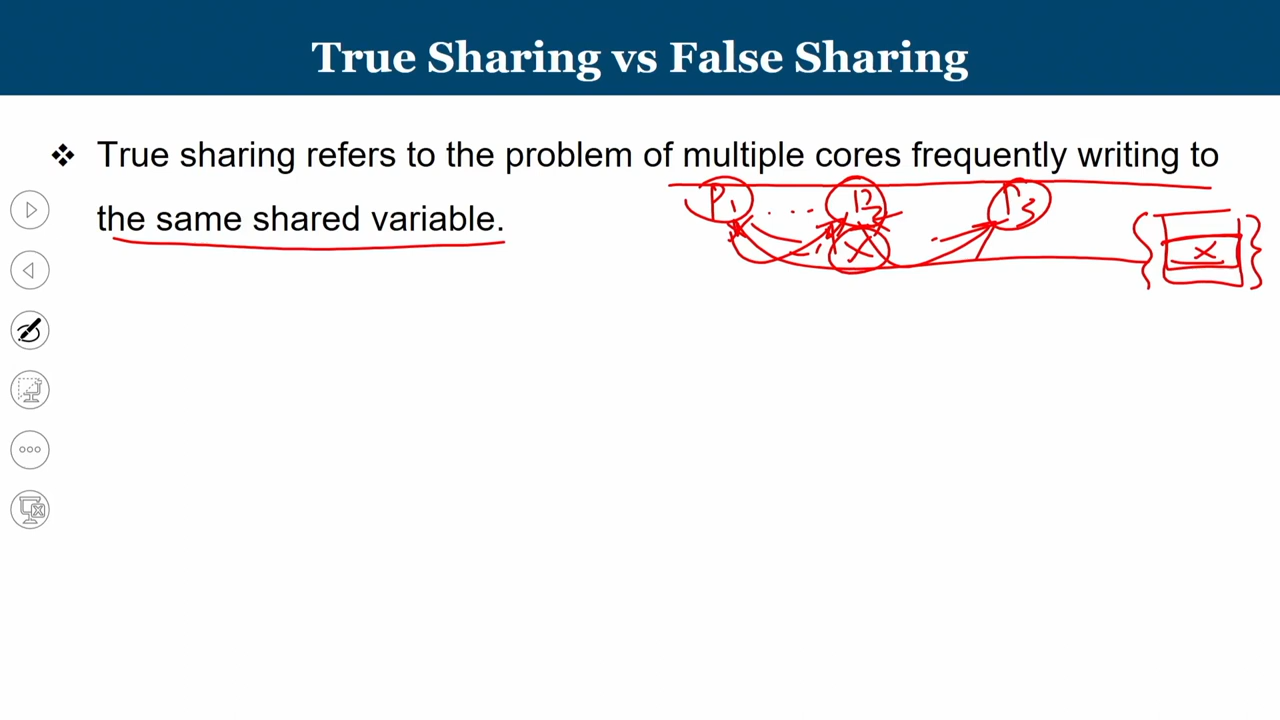 True Sharing vs False Sharing
❖ True sharing refers to the problem of multiple cores frequently writing to
P1 ... P2 P3
the same shared variable.
X X